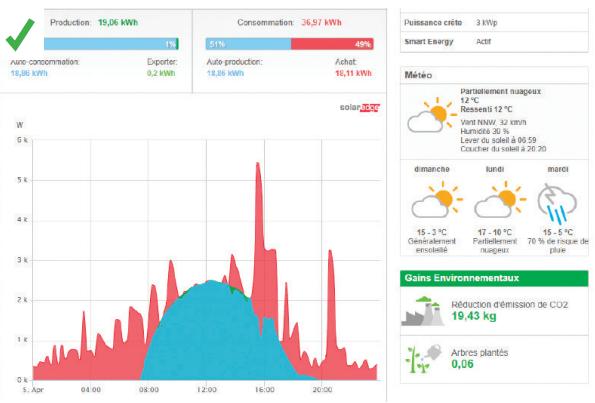 Production: 19,06 kWh
Consommation: 36,97 kWh
1%
51%
49%
Auto-consommation:
18,86 kWh
Exporter:
0,2 kWh
Auto-production:
18,86 kWh
Achat:
18,11 kWh
solaredge
W
6 k
5 k
4 k
3 k
2 k
1 k
0 k
5. Apr
04:00
08:00
12:00
16:00
20:00
Puissance crête
3 kWp
Smart Energy
Actif
Météo
Partiellement nuageux
12 °C
Ressenti 12 °C
Vent NNW, 32 km/h
Humidité 30 %
Lever du soleil à 06:59
Coucher du soleil à 20:20
dimanche
lundi
mardi
15 - 3 °C
Généralement
ensoleillé
17 - 10 °C
Partiellement
nuageux
15 - 5 °C
70 % de risque de
pluie
Gains Environnementaux
Réduction d'émission de CO2
19,43 kg
Arbres plantés
0,06